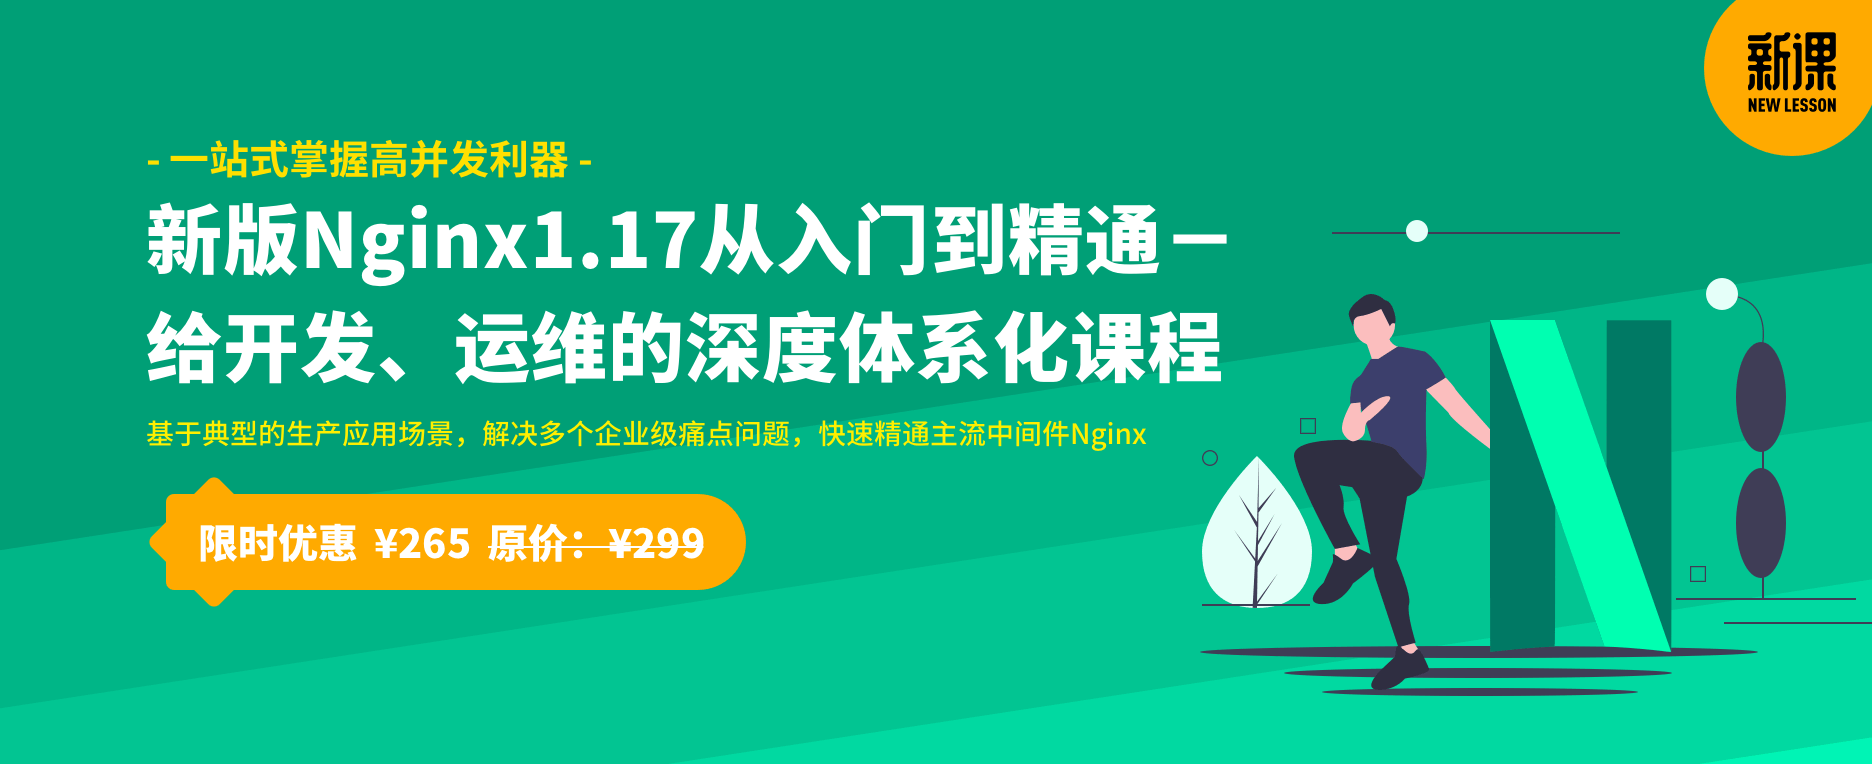 新课
NEW LESSON
- 一站式掌握高并发利器 -
新版Nginx1.17从入门到精通－
给开发、运维的深度体系化课程
基于典型的生产应用场景，解决多个企业级痛点问题，快速精通主流中间件Nginx
限时优惠 ¥265 原价：¥299